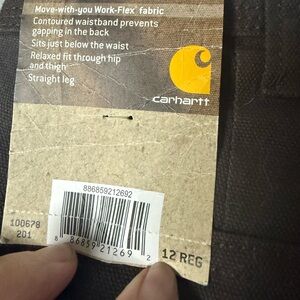 Move-with-you Work-Flex fabric
Contoured waistband prevents
gapping in the back
Sits just below the waist
Relaxed fit through hip
and thigh
Straight leg
carhartt
886859212692
100678
201
8 86859 21269 2
12 REG